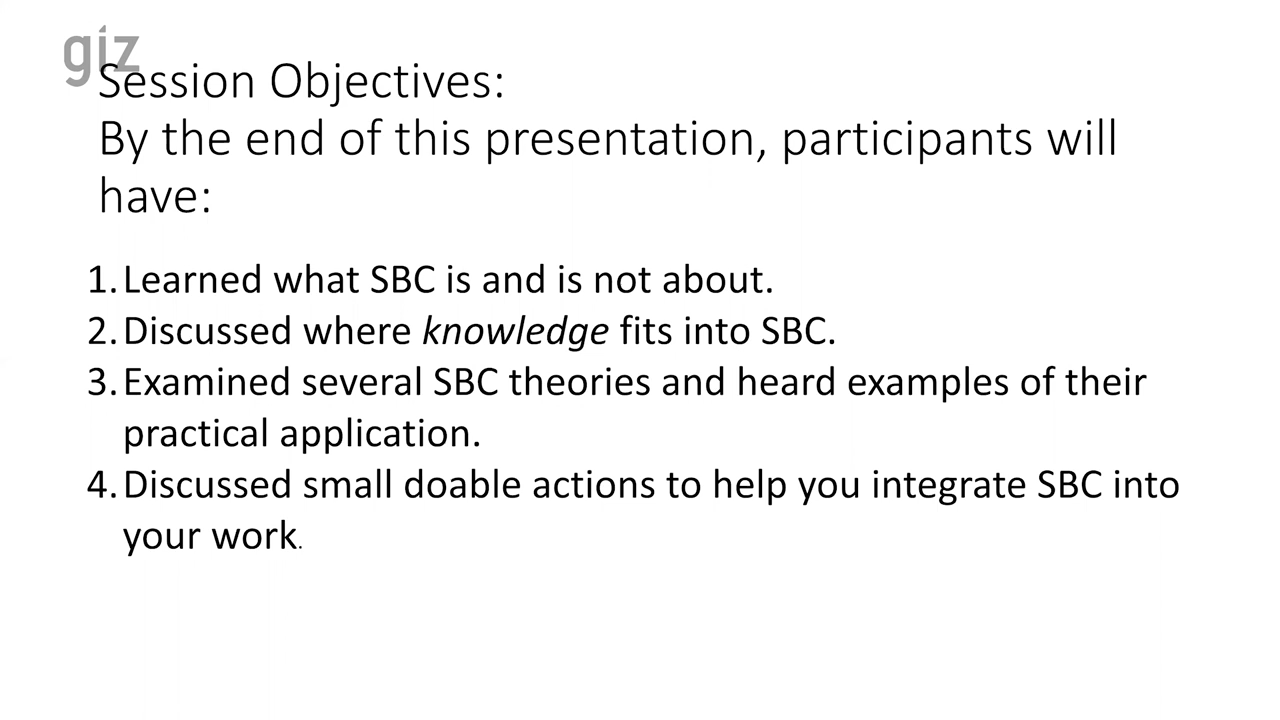 giz
Session Objectives:
By the end of this presentation, participants will
have:
1. Learned what SBC is and is not about.
2. Discussed where knowledge fits into SBC.
3. Examined several SBC theories and heard examples of their
practical application.
4. Discussed small doable actions to help you integrate SBC into
your work.